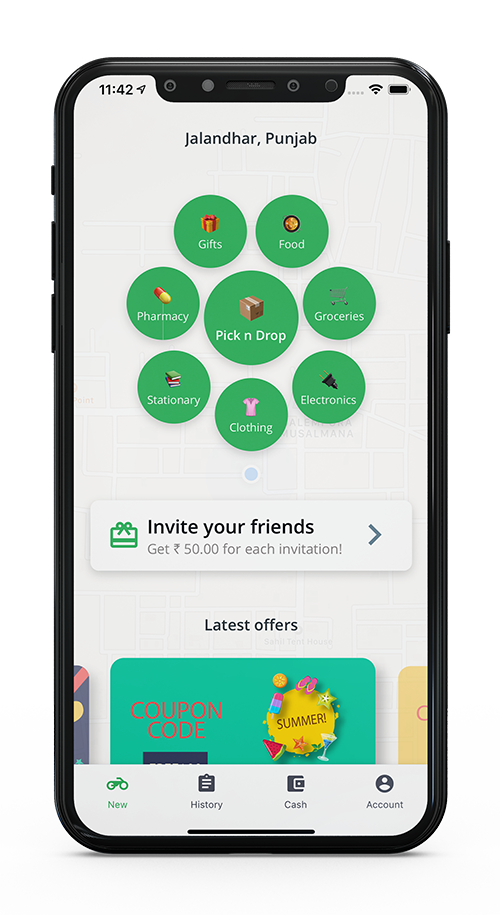 11:42
Jalandhar, Punjab
Gifts
Food
Pharmacy
Pick n Drop
Groceries
Stationary
Electronics
Clothing
MUSALMANA
Invite your friends
Get ₹ 50.00 for each invitation!
Latest offers
COUPON
CODE
SUMMER!
New
History
Cash
Account